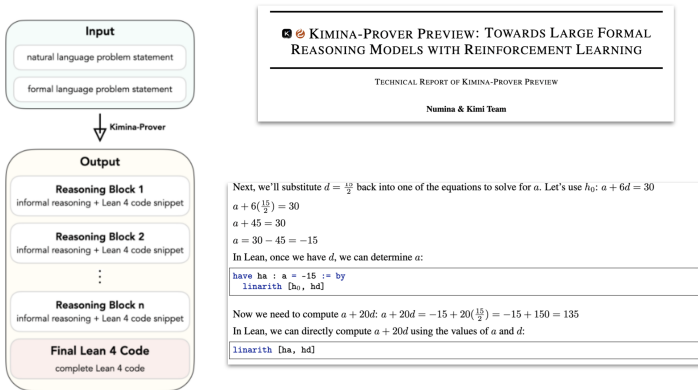 Input
natural language problem statement
formal language problem statement
Kimina-Prover
Output
Reasoning Block 1
informal reasoning + Lean 4 code snippet
Reasoning Block 2
informal reasoning + Lean 4 code snippet
⋮
Reasoning Block n
informal reasoning + Lean 4 code snippet
Final Lean 4 Code
complete Lean 4 code
KIMINA-PROVER PREVIEW: TOWARDS LARGE FORMAL
REASONING MODELS WITH REINFORCEMENT LEARNING
TECHNICAL REPORT OF KIMINA-PROVER PREVIEW
Numina & Kimi Team
Next, we'll substitute d = 15/2 back into one of the equations to solve for a. Let's use h₀: a + 6d = 30
a + 6(15/2) = 30
a + 45 = 30
a = 30 − 45 = −15
In Lean, once we have d, we can determine a:
have ha : a = -15 := by
linarith [h₀, hd]
Now we need to compute a + 20d: a + 20d = −15 + 20(15/2) = −15 + 150 = 135
In Lean, we can directly compute a + 20d using the values of a and d:
linarith [ha, hd]